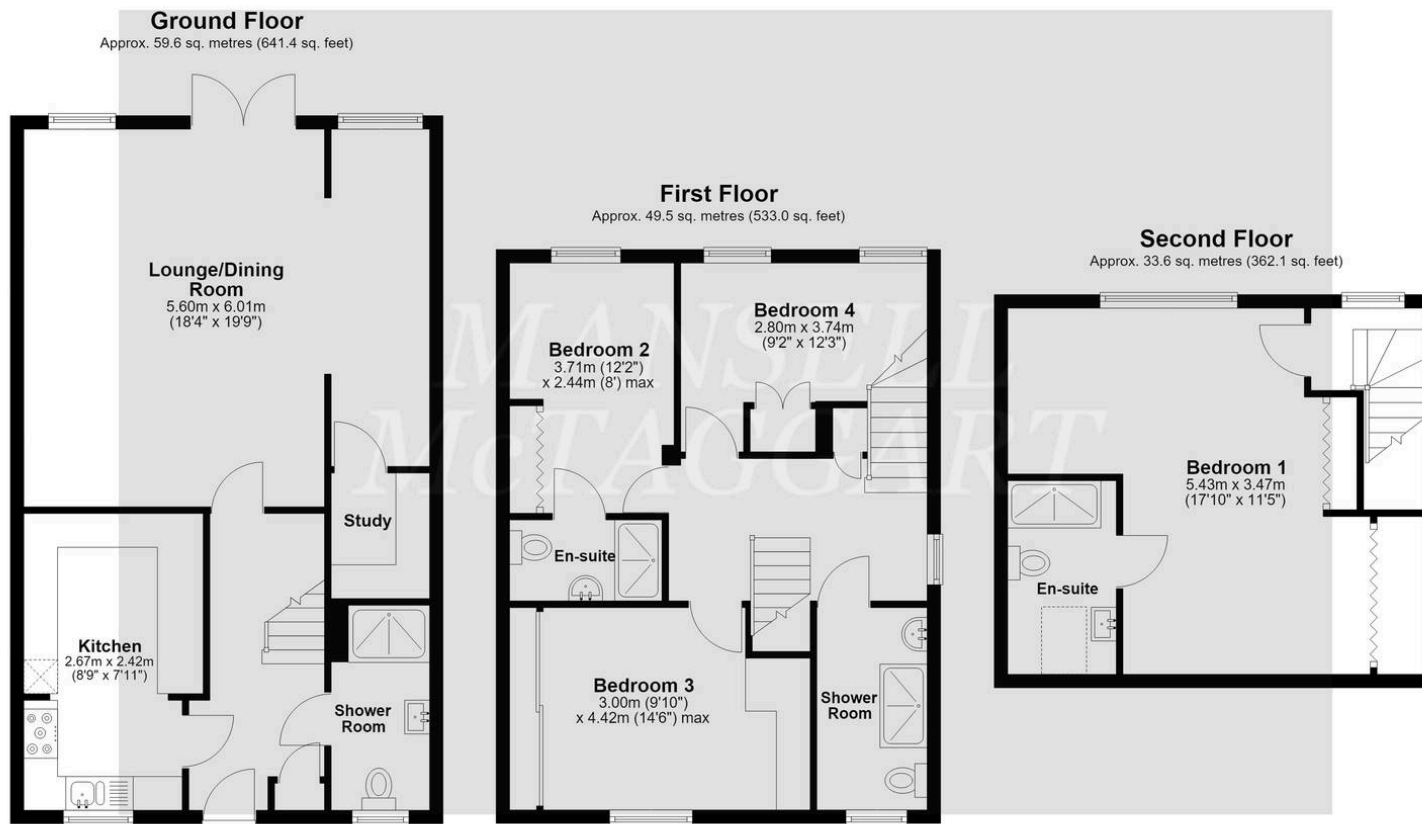 Ground Floor
Approx. 59.6 sq. metres (641.4 sq. feet)
Lounge/Dining
Room
5.60m x 6.01m
(18'4" x 19'9")
Study
Kitchen
2.67m x 2.42m
(8'9" x 7'11")
Shower
Room
First Floor
Approx. 49.5 sq. metres (533.0 sq. feet)
Bedroom 2
3.71m (12'2")
x 2.44m (8') max
Bedroom 4
2.80m x 3.74m
(9'2" x 12'3")
En-suite
Bedroom 3
3.00m (9'10")
x 4.42m (14'6") max
Shower
Room
Second Floor
Approx. 33.6 sq. metres (362.1 sq. feet)
Bedroom 1
5.43m x 3.47m
(17'10" x 11'5")
En-suite
MANSELL
McTAGGART